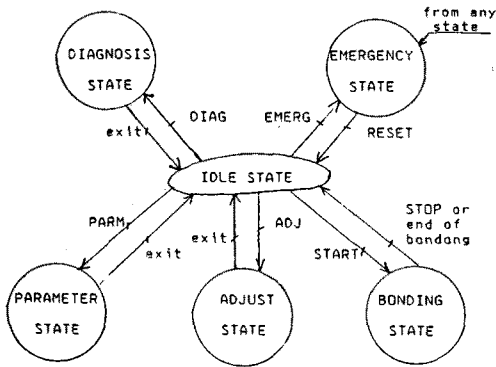 from any
state
DIAGNOSIS
STATE
EMERGENCY
STATE
DIAG
EMERG
exit
RESET
IDLE STATE
PARM
exit
exit
ADJ
START
STOP or
end of
bandang
PARAMETER
STATE
ADJUST
STATE
BONDING
STATE